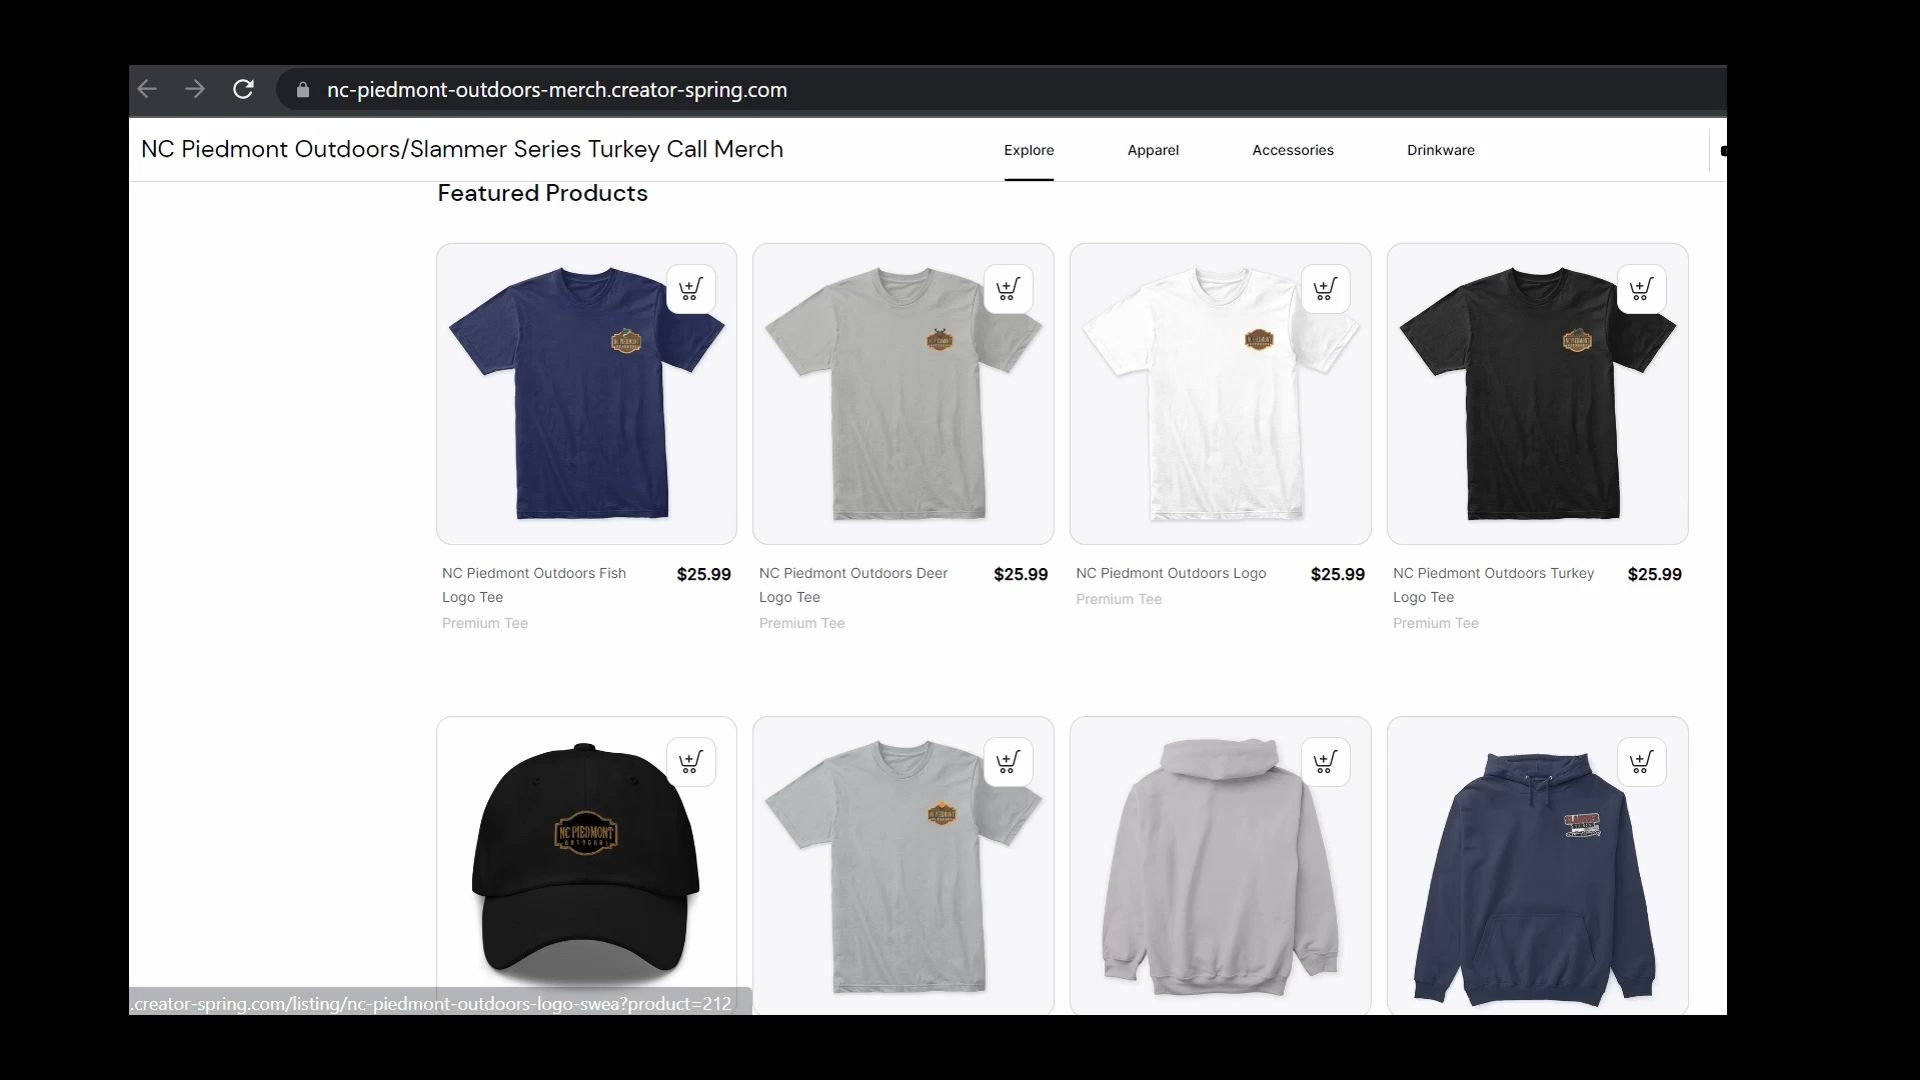 nc-piedmont-outdoors-merch.creator-spring.com
NC Piedmont Outdoors/Slammer Series Turkey Call Merch
Explore
Apparel
Accessories
Drinkware
Featured Products
NC Piedmont Outdoors Fish
Logo Tee
$25.99
Premium Tee
NC Piedmont Outdoors Deer
Logo Tee
$25.99
Premium Tee
NC Piedmont Outdoors Logo
$25.99
Premium Tee
NC Piedmont Outdoors Turkey
Logo Tee
$25.99
Premium Tee
NC PIEDMONT
OUTDOORS
SLAMMER
SERIES
.creator-spring.com/listing/nc-piedmont-outdoors-logo-swea?product=212